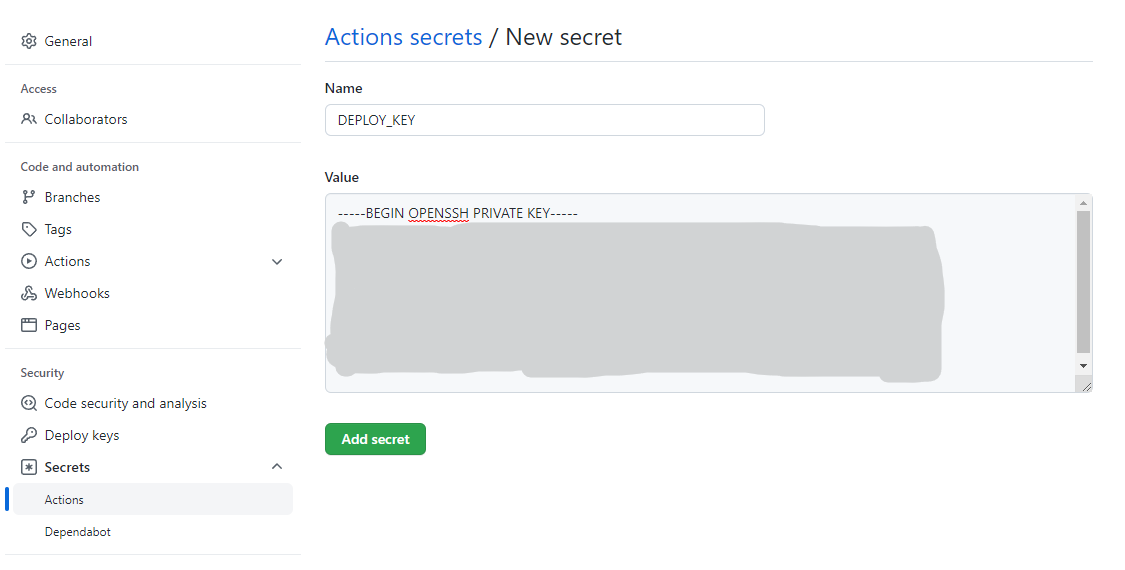 General
Access
Collaborators
Code and automation
Branches
Tags
Actions
Webhooks
Pages
Security
Code security and analysis
Deploy keys
Secrets
Actions
Dependabot
Actions secrets / New secret
Name
DEPLOY_KEY
Value
-----BEGIN OPENSSH PRIVATE KEY-----
Add secret